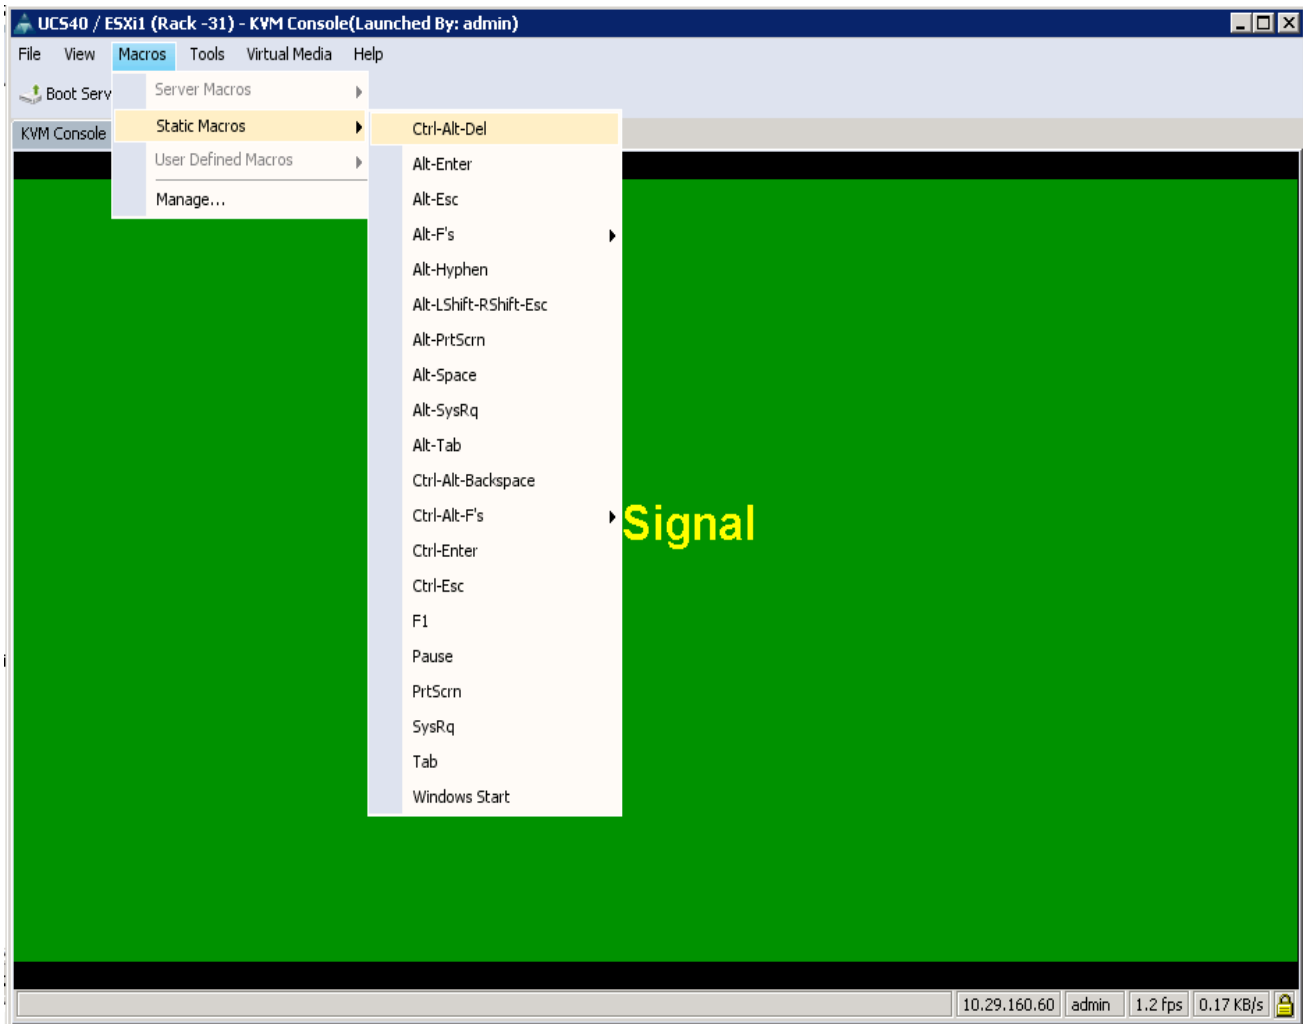 UCS40 / ESXi1 (Rack -31) - KVM Console(Launched By: admin)
File View Macros Tools Virtual Media Help
Boot Serv
Server Macros
Static Macros
User Defined Macros
Manage...
KVM Console
Ctrl-Alt-Del
Alt-Enter
Alt-Esc
Alt-F's
Alt-Hyphen
Alt-LShift-RShift-Esc
Alt-PrtScrn
Alt-Space
Alt-SysRq
Alt-Tab
Ctrl-Alt-Backspace
Ctrl-Alt-F's
Ctrl-Enter
Ctrl-Esc
F1
Pause
PrtScrn
SysRq
Tab
Windows Start
Signal
10.29.160.60 admin 1.2 fps 0.17 KB/s